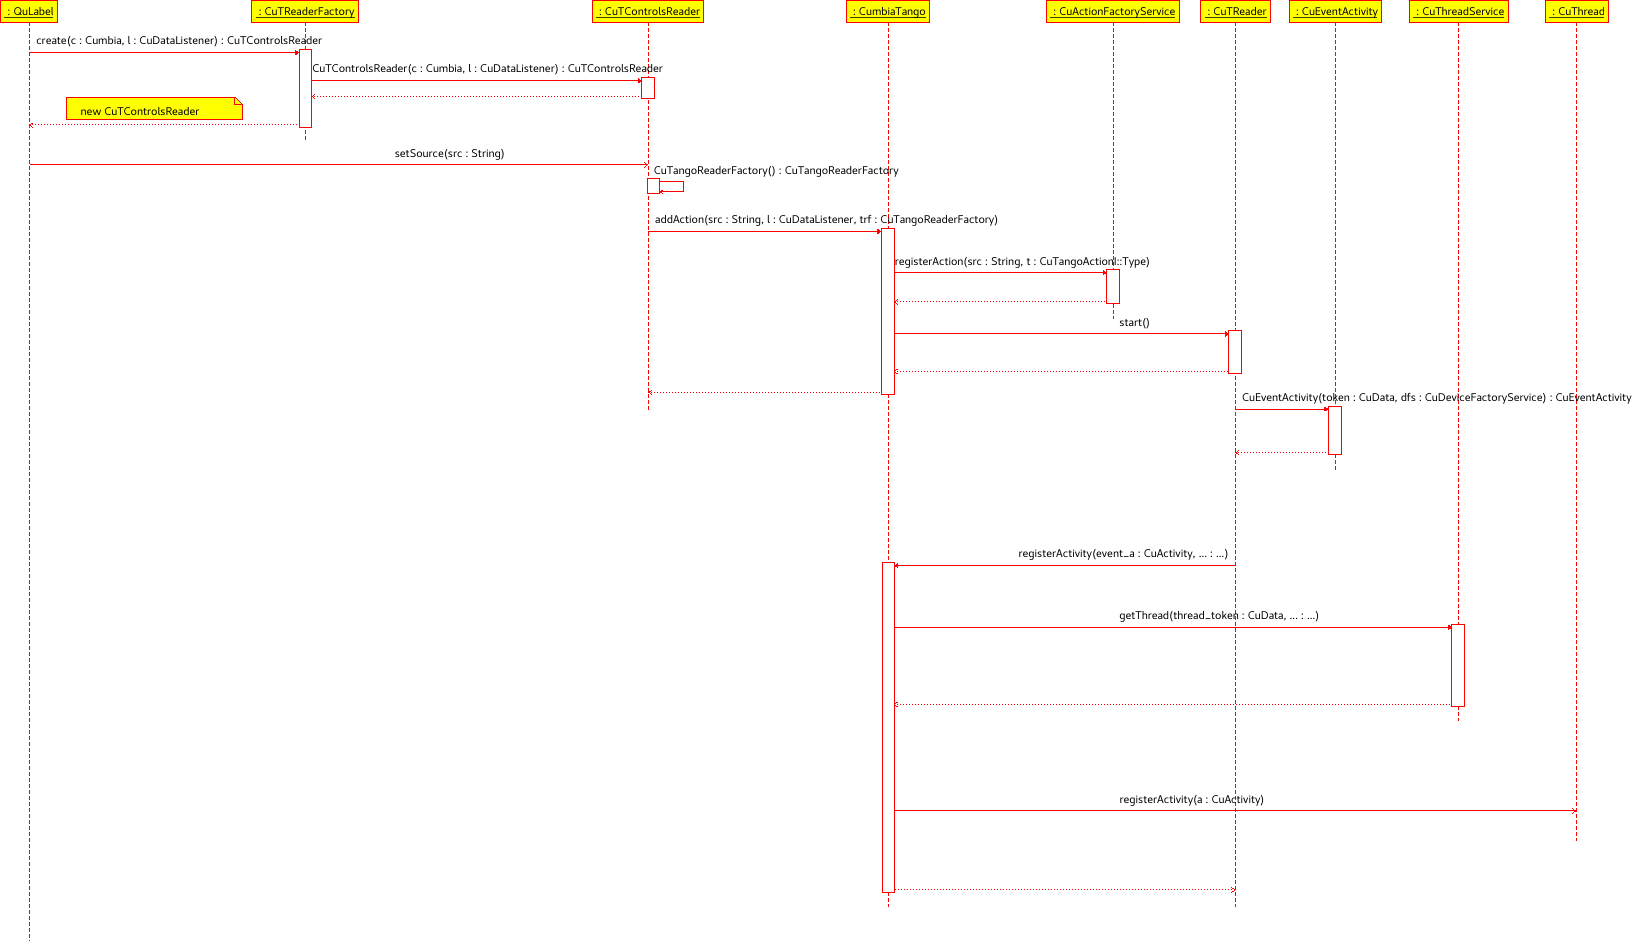 : QuLabel
: CuTReaderFactory
: CuTControlsReader
: CumbiaTango
: CuActionFactoryService
: CuTReader
: CuEventActivity
: CuThreadService
: CuThread
create(c : Cumbia, l : CuDataListener) : CuTControlsReader
CuTControlsReader(c : Cumbia, l : CuDataListener) : CuTControlsReader
new CuTControlsReader
setSource(src : String)
CuTangoReaderFactory() : CuTangoReaderFactory
addAction(src : String, l : CuDataListener, trf : CuTangoReaderFactory)
registerAction(src : String, t : CuTangoActionI::Type)
start()
CuEventActivity(token : CuData, dfs : CuDeviceFactoryService) : CuEventActivity
registerActivity(event_a : CuActivity, ... : ...)
getThread(thread_token : CuData, ... : ...)
registerActivity(a : CuActivity)